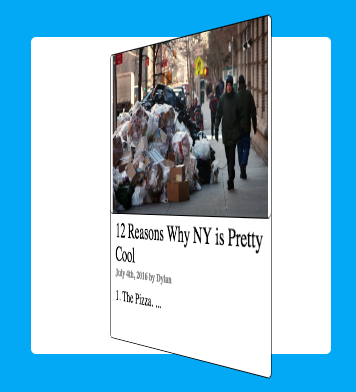 12 Reasons Why NY is Pretty
Cool
July 4th, 2016 by Dylan
1. The Pizza. ...